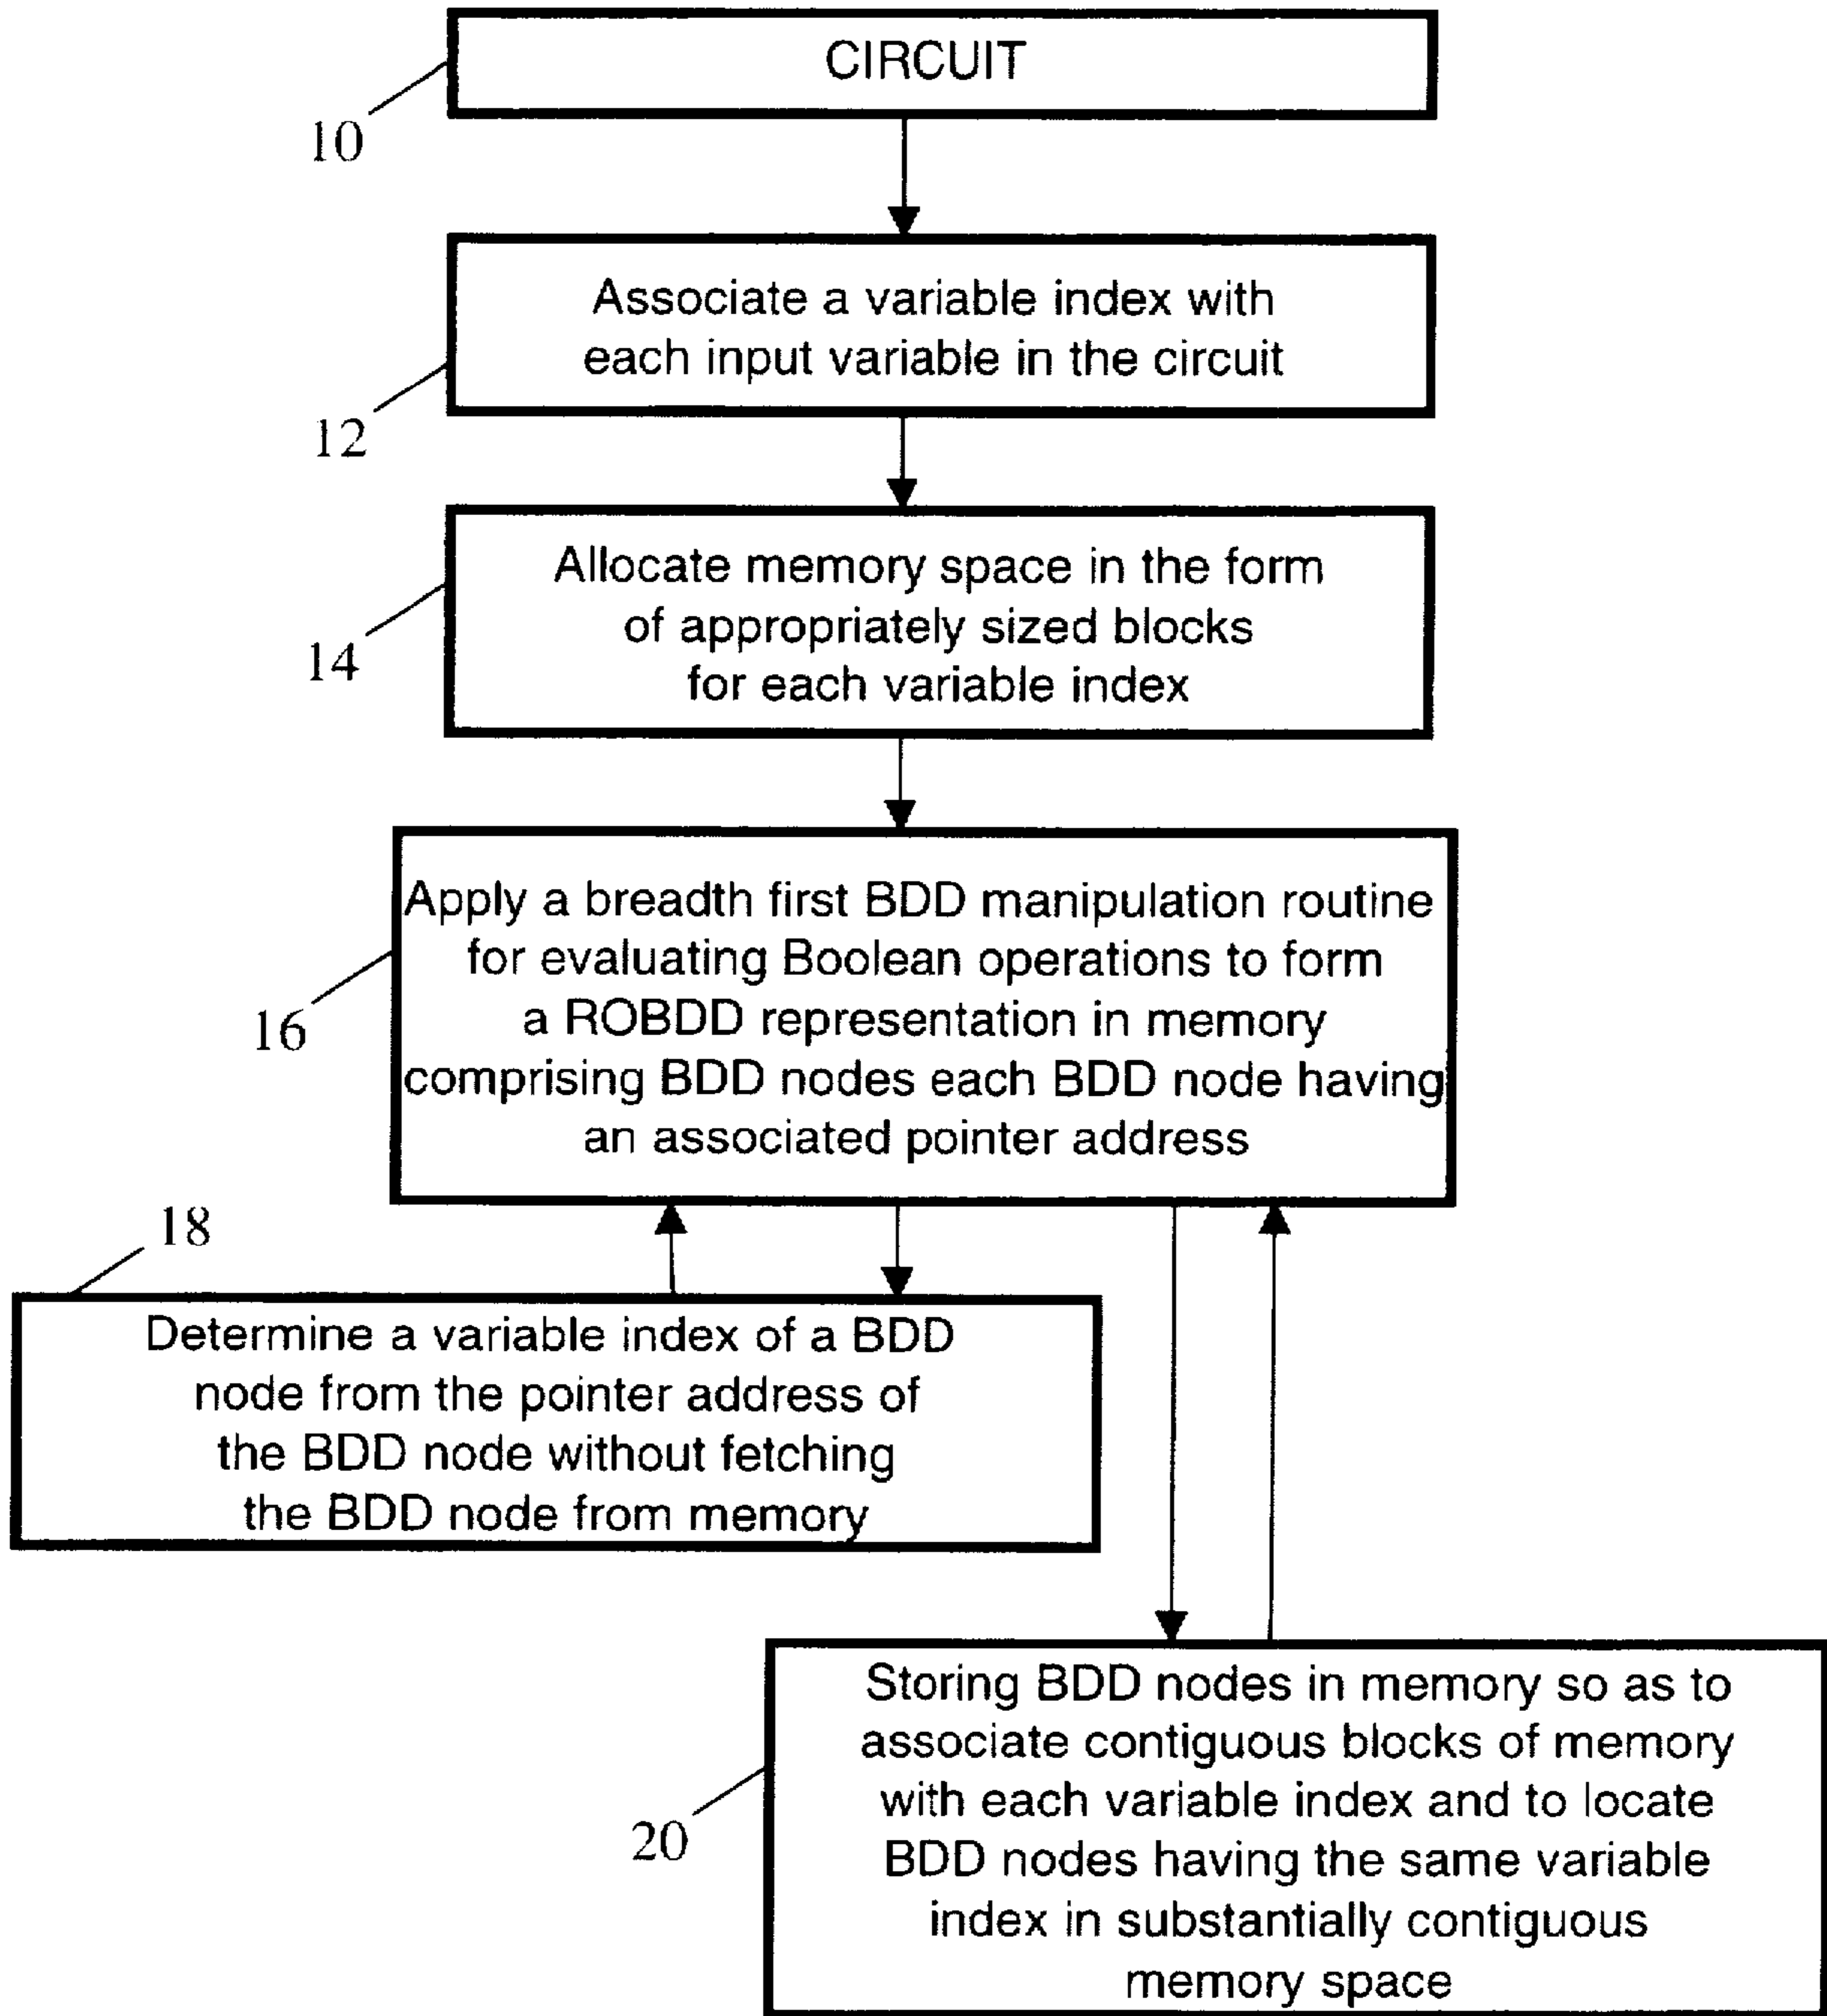 CIRCUIT
10
Associate a variable index with
each input variable in the circuit
12
Allocate memory space in the form
of appropriately sized blocks
for each variable index
14
Apply a breadth first BDD manipulation routine
for evaluating Boolean operations to form
a ROBDD representation in memory
comprising BDD nodes each BDD node having
an associated pointer address
16
18
Determine a variable index of a BDD
node from the pointer address of
the BDD node without fetching
the BDD node from memory
Storing BDD nodes in memory so as to
associate contiguous blocks of memory
with each variable index and to locate
BDD nodes having the same variable
index in substantially contiguous
memory space
20